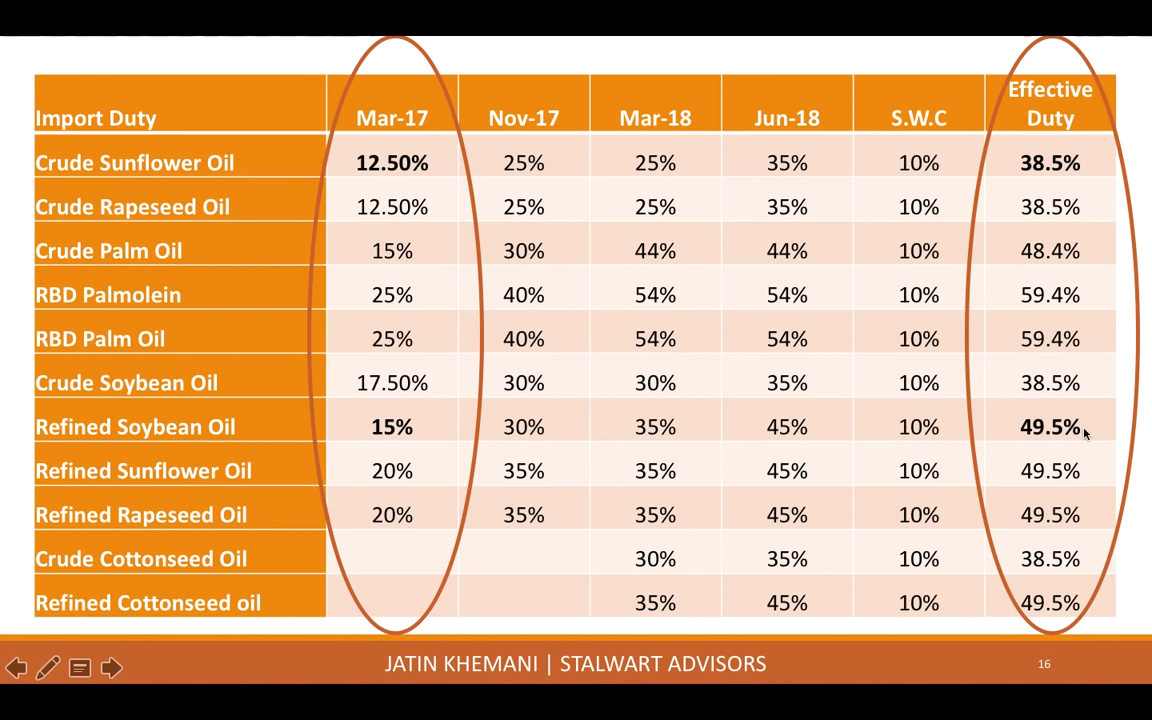 Import Duty Mar-17 Nov-17 Mar-18 Jun-18 S.W.C Effective Duty
Crude Sunflower Oil 12.50% 25% 25% 35% 10% 38.5%
Crude Rapeseed Oil 12.50% 25% 25% 35% 10% 38.5%
Crude Palm Oil 15% 30% 44% 44% 10% 48.4%
RBD Palmolein 25% 40% 54% 54% 10% 59.4%
RBD Palm Oil 25% 40% 54% 54% 10% 59.4%
Crude Soybean Oil 17.50% 30% 30% 35% 10% 38.5%
Refined Soybean Oil 15% 30% 35% 45% 10% 49.5%
Refined Sunflower Oil 20% 35% 35% 45% 10% 49.5%
Refined Rapeseed Oil 20% 35% 35% 45% 10% 49.5%
Crude Cottonseed Oil 30% 35% 10% 38.5%
Refined Cottonseed oil 35% 45% 10% 49.5%
JATIN KHEMANI | STALWART ADVISORS 16